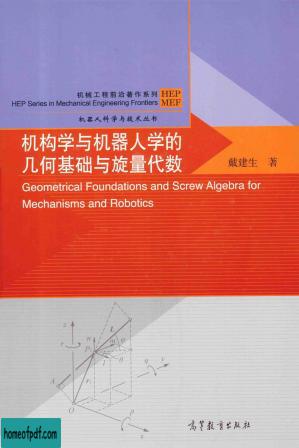 机械工程前沿著作系列 HEP
HEP Series in Mechanical Engineering Frontiers MEF
机器人科学与技术丛书
机构学与机器人学的
几何基础与旋量代数
戴建生 著
Geometrical Foundations and Screw Algebra for
Mechanisms and Robotics
高等教育出版社
homeofpdf.com